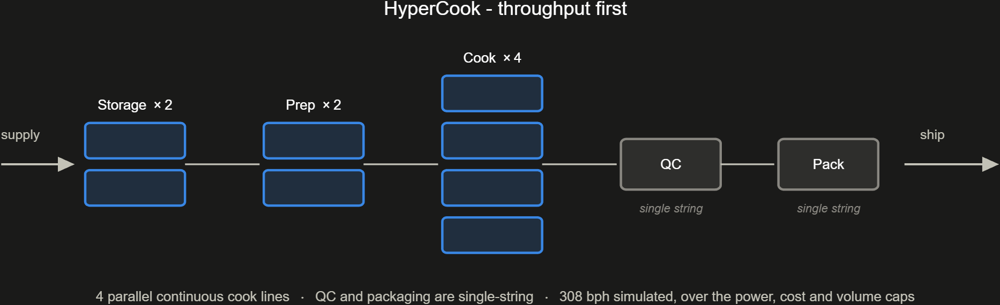 HyperCook - throughput first
Cook × 4
Storage × 2
Prep × 2
supply
ship
QC
Pack
single string
single string
4 parallel continuous cook lines · QC and packaging are single-string · 308 bph simulated, over the power, cost and volume caps